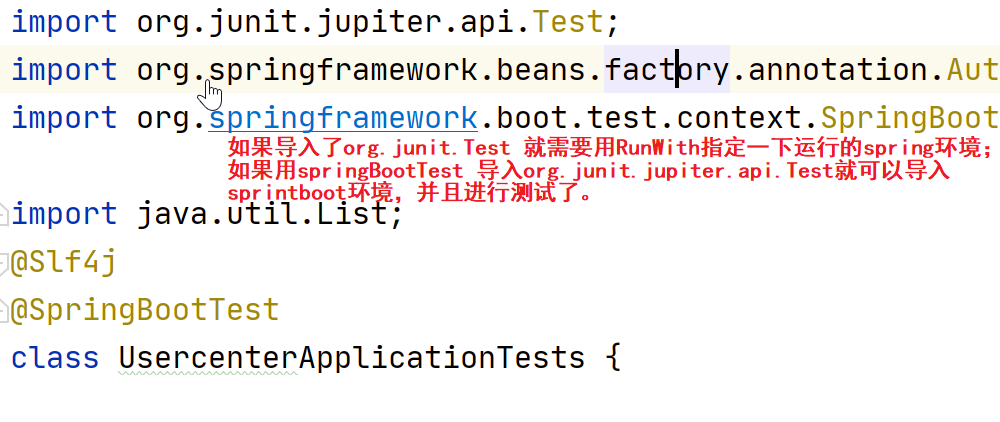 import org.junit.jupiter.api.Test;
import org.springframework.beans.factory.annotation.Aut
import org.springframework.boot.test.context.SpringBoot
如果导入了org.junit.Test 就需要用RunWith指定一下运行的spring环境；
如果用springBootTest 导入org.junit.jupiter.api.Test就可以导入
sprintboot环境，并且进行测试了。
import java.util.List;
@Slf4j
@SpringBootTest
class UsercenterApplicationTests {